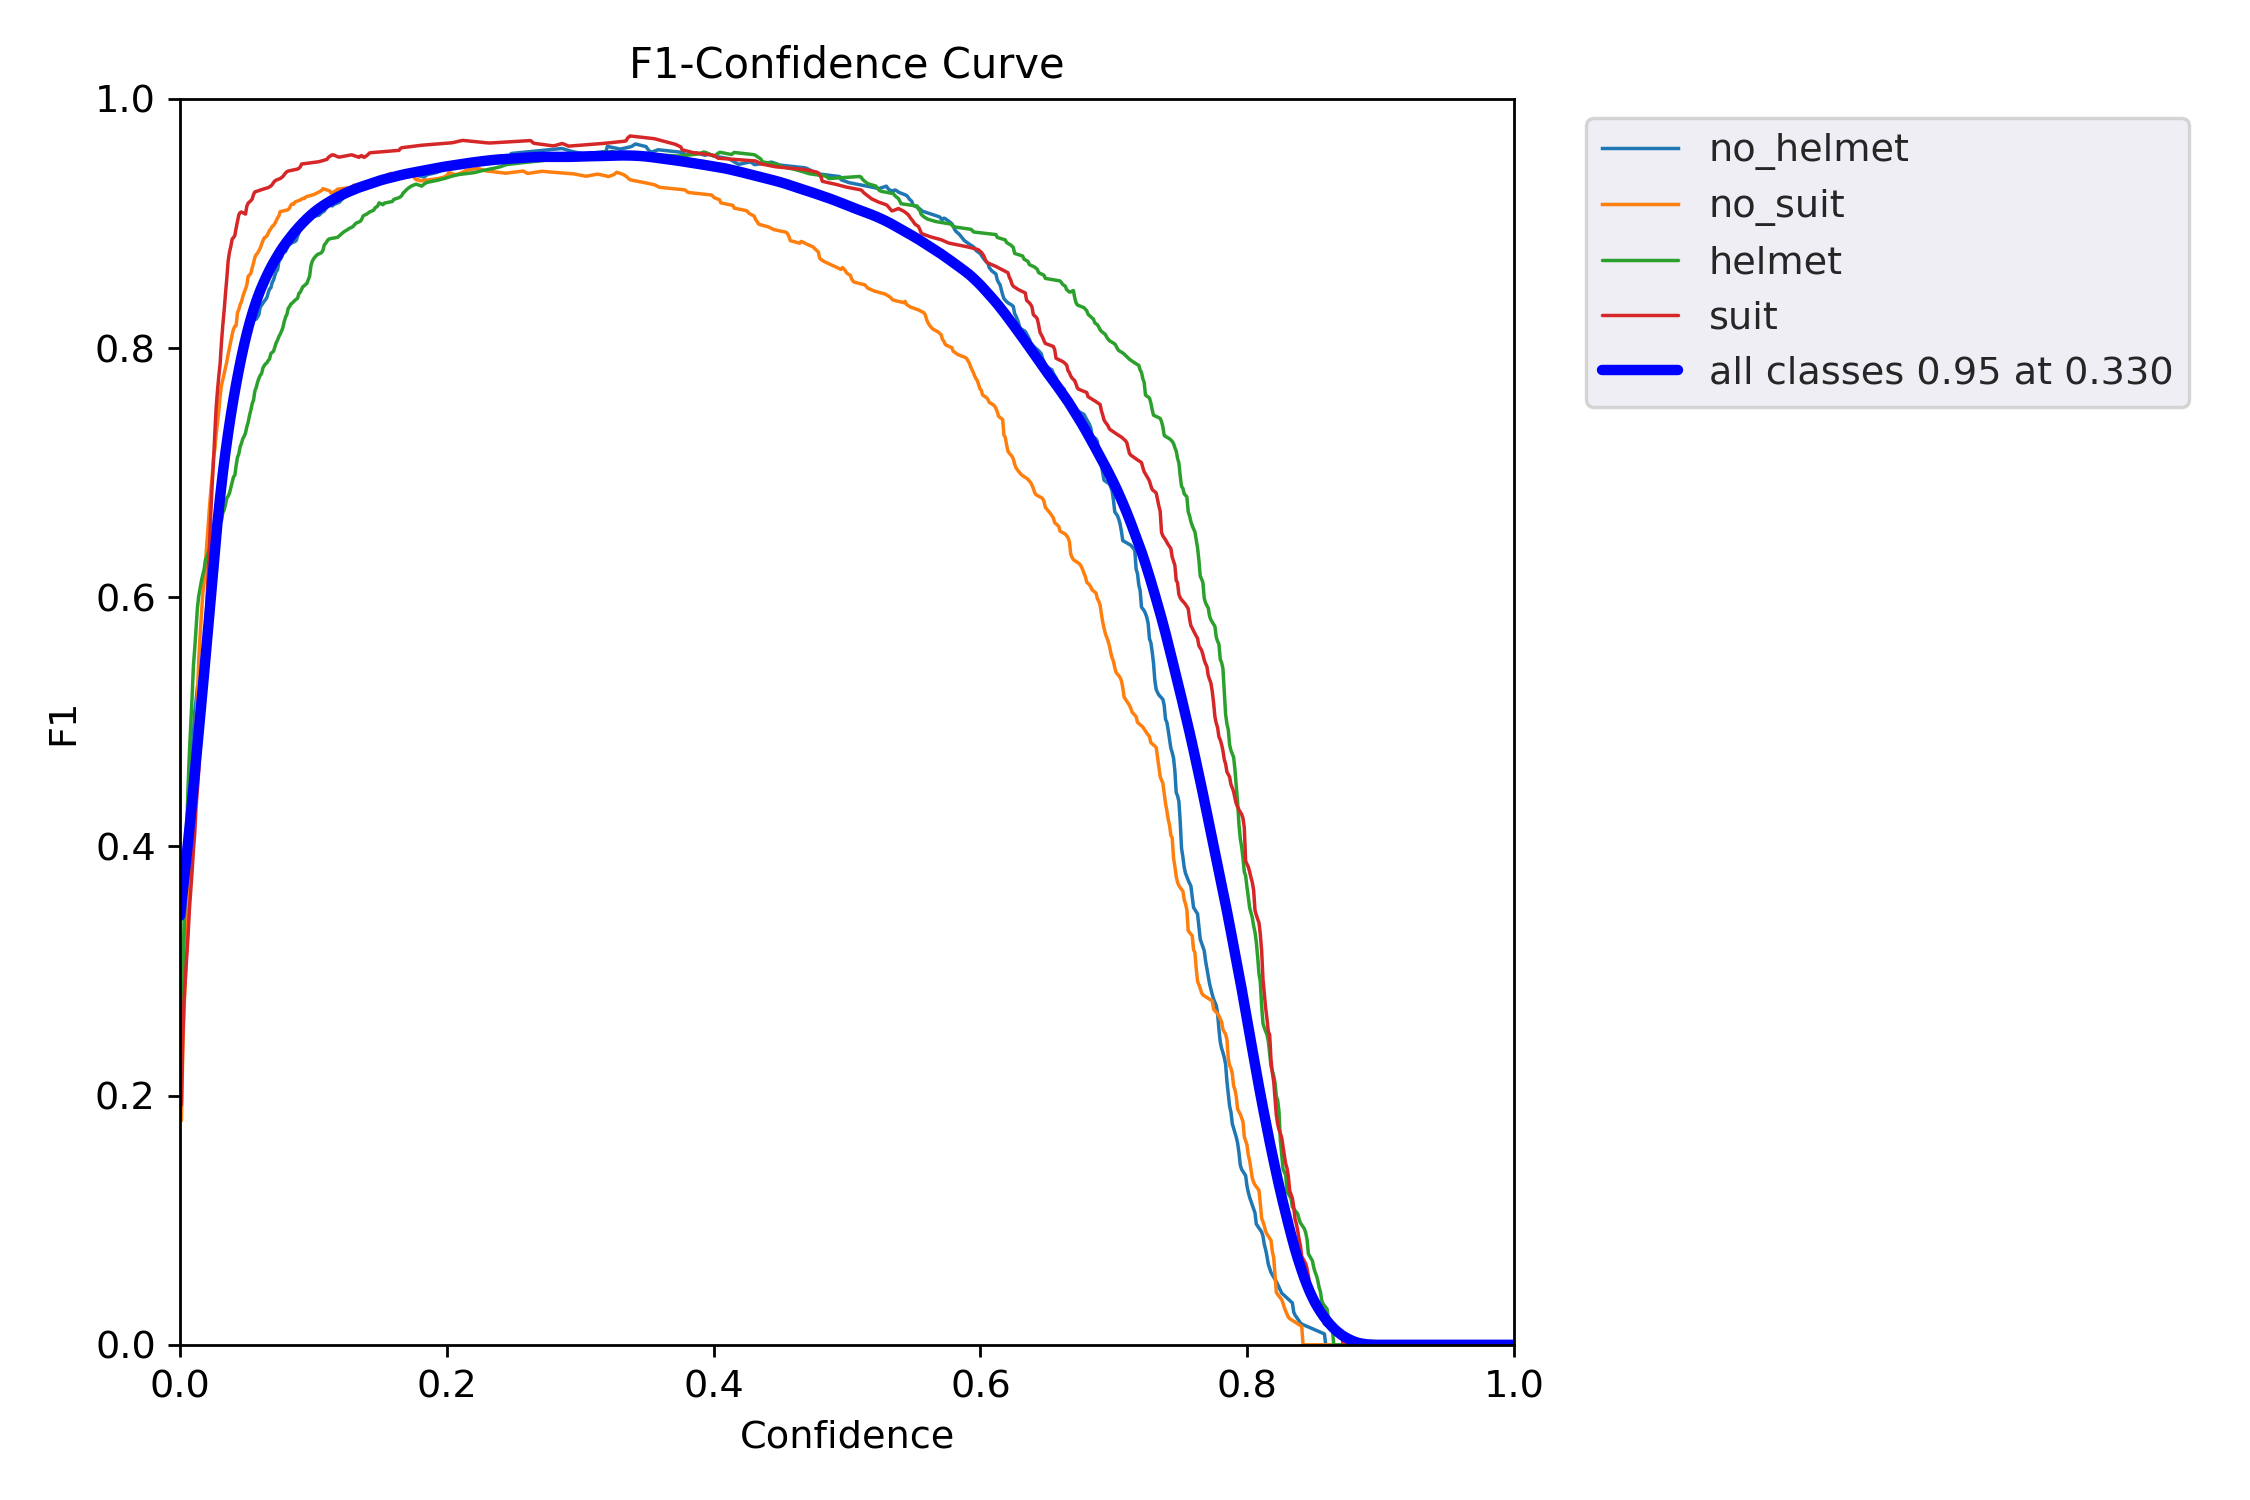 F1-Confidence Curve
1.0
0.8
0.6
0.4
0.2
0.0
F1
0.0 0.2 0.4 0.6 0.8 1.0
Confidence
no_helmet
no_suit
helmet
suit
all classes 0.95 at 0.330